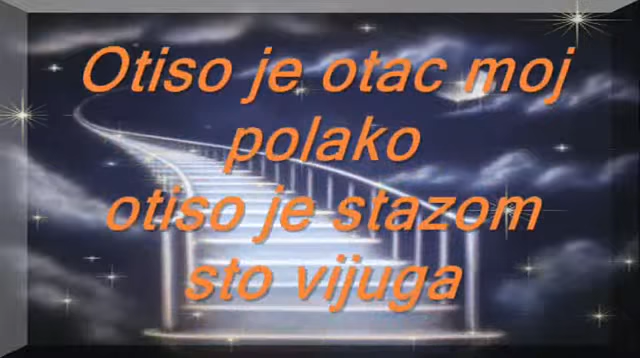 Otiso je otac moj
polako
otiso je stazom
sto vijuga